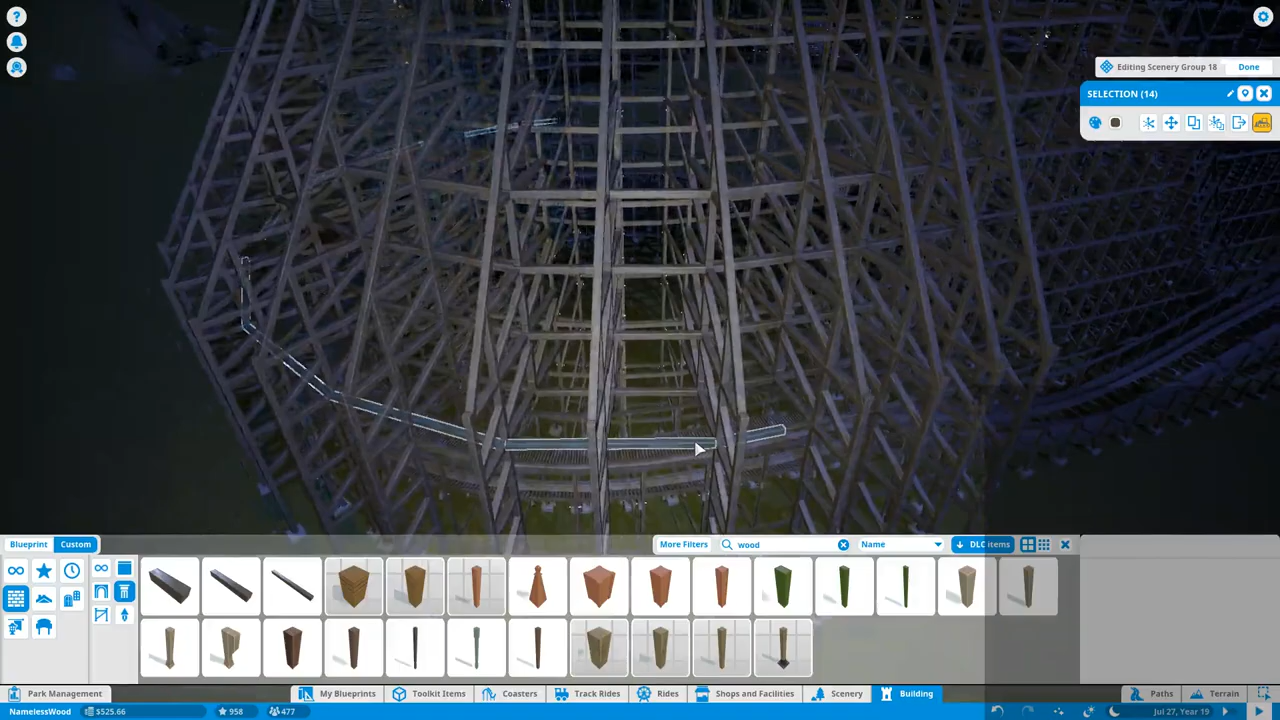 Editing Scenery Group 18 Done
SELECTION (14)
Blueprint Custom More Filters wood Name DLC items
Park Management My Blueprints Toolkit Items Coasters Track Rides Rides Shops and Facilities Scenery Building Paths Terrain
NamelessWood $525.66 958 477 Jul 27, Year 19